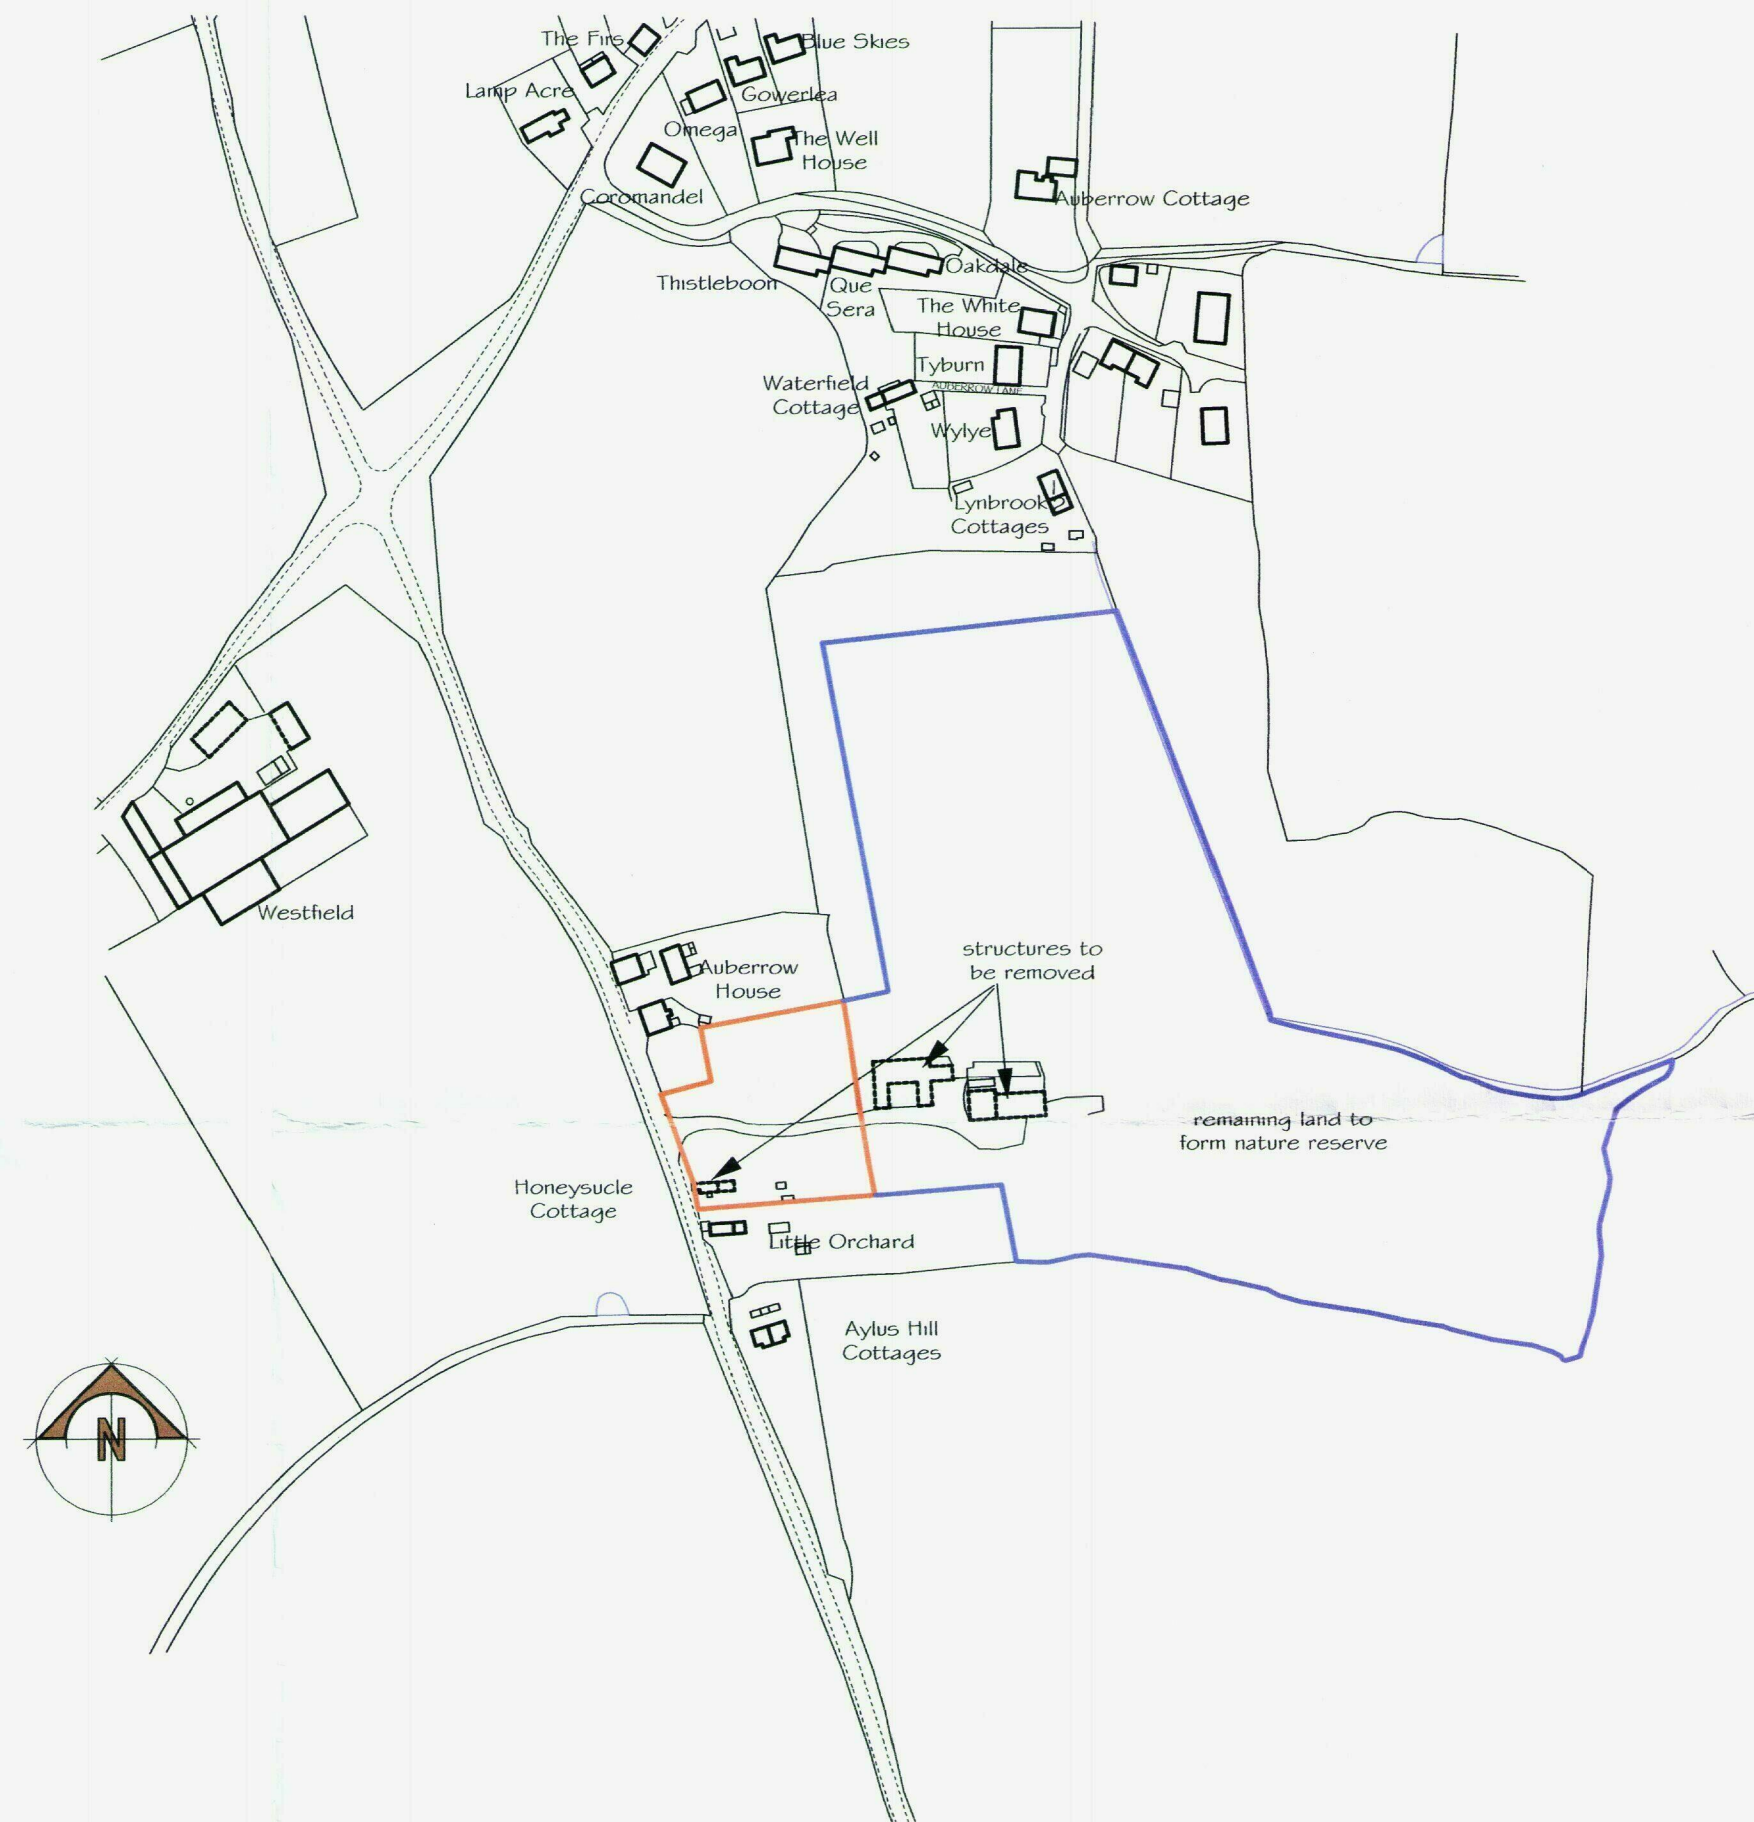 The Firs
Blue Skies
Lamp Acre
Gowerlea
Omega
The Well
House
Coromandel
Auberrow Cottage
Thistleboon
Que
Sera
Oakdale
The White
House
Tyburn
AUBERROW LANE
Waterfield
Cottage
Wylye
Lynbrook
Cottages
Westfield
structures to
be removed
Auberrow
House
remaining land to
form nature reserve
Honeysucle
Cottage
Little Orchard
Aylus Hill
Cottages
N